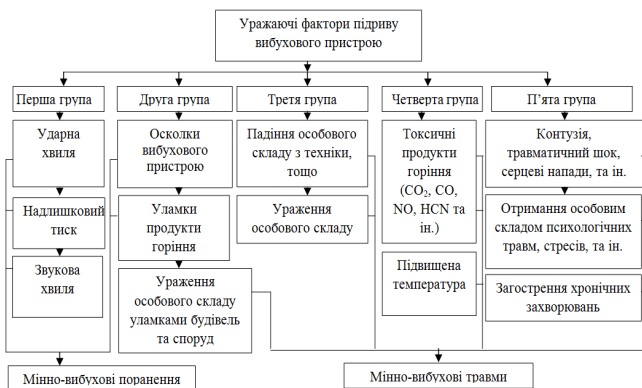 Уражаючі фактори підриву
вибухового пристрою
Перша група
Друга група
Третя група
Четверта група
П’ята група
Ударна
хвиля
Надлишковий
тиск
Звукова
хвиля
Осколки
вибухового
пристрою
Уламки
продукти
горіння
Ураження
особового складу
уламками будівель
та споруд
Падіння особового
складу з техніки,
тощо
Ураження
особового складу
Токсичні
продукти
горіння
(CO₂, CO,
NO, HCN та
ін.)
Підвищена
температура
Контузія,
травматичний шок,
серцеві напади, та ін.
Отримання особовим
складом психологічних
травм, стресів, та ін.
Загострення хронічних
захворювань
Мінно-вибухові поранення
Мінно-вибухові травми